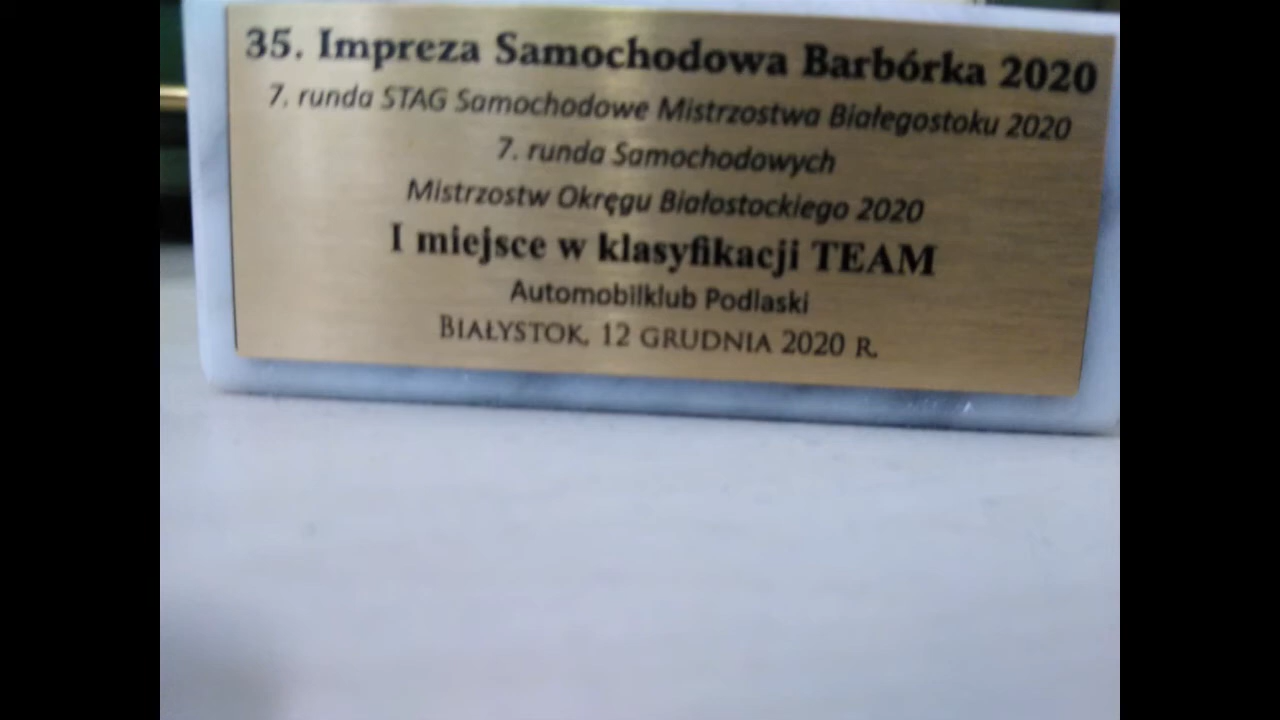 35. Impreza Samochodowa Barbórka 2020
7. runda STAG Samochodowe Mistrzostwa Białegostoku 2020
7. runda Samochodowych
Mistrzostw Okręgu Białostockiego 2020
I miejsce w klasyfikacji TEAM
Automobilklub Podlaski
BIAŁYSTOK, 12 GRUDNIA 2020 R.